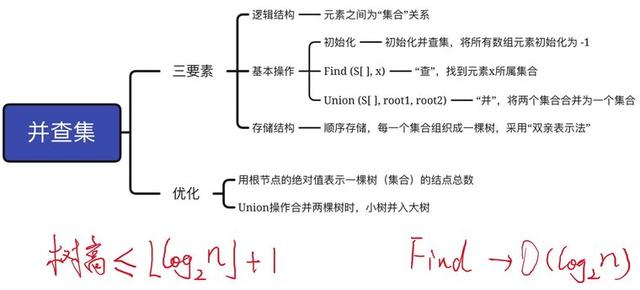 并查集
三要素
逻辑结构
元素之间为“集合”关系
基本操作
初始化
初始化并查集，将所有数组元素初始化为 -1
Find (S[ ], x)
“查”，找到元素x所属集合
Union (S[ ], root1, root2)
“并”，将两个集合合并为一个集合
存储结构
顺序存储，每一个集合组织成一棵树，采用“双亲表示法”
优化
用根节点的绝对值表示一棵树（集合）的结点总数
Union操作合并两棵树时，小树并入大树
树高 ≤ ⌊log₂n⌋ + 1
Find → O(log₂n)